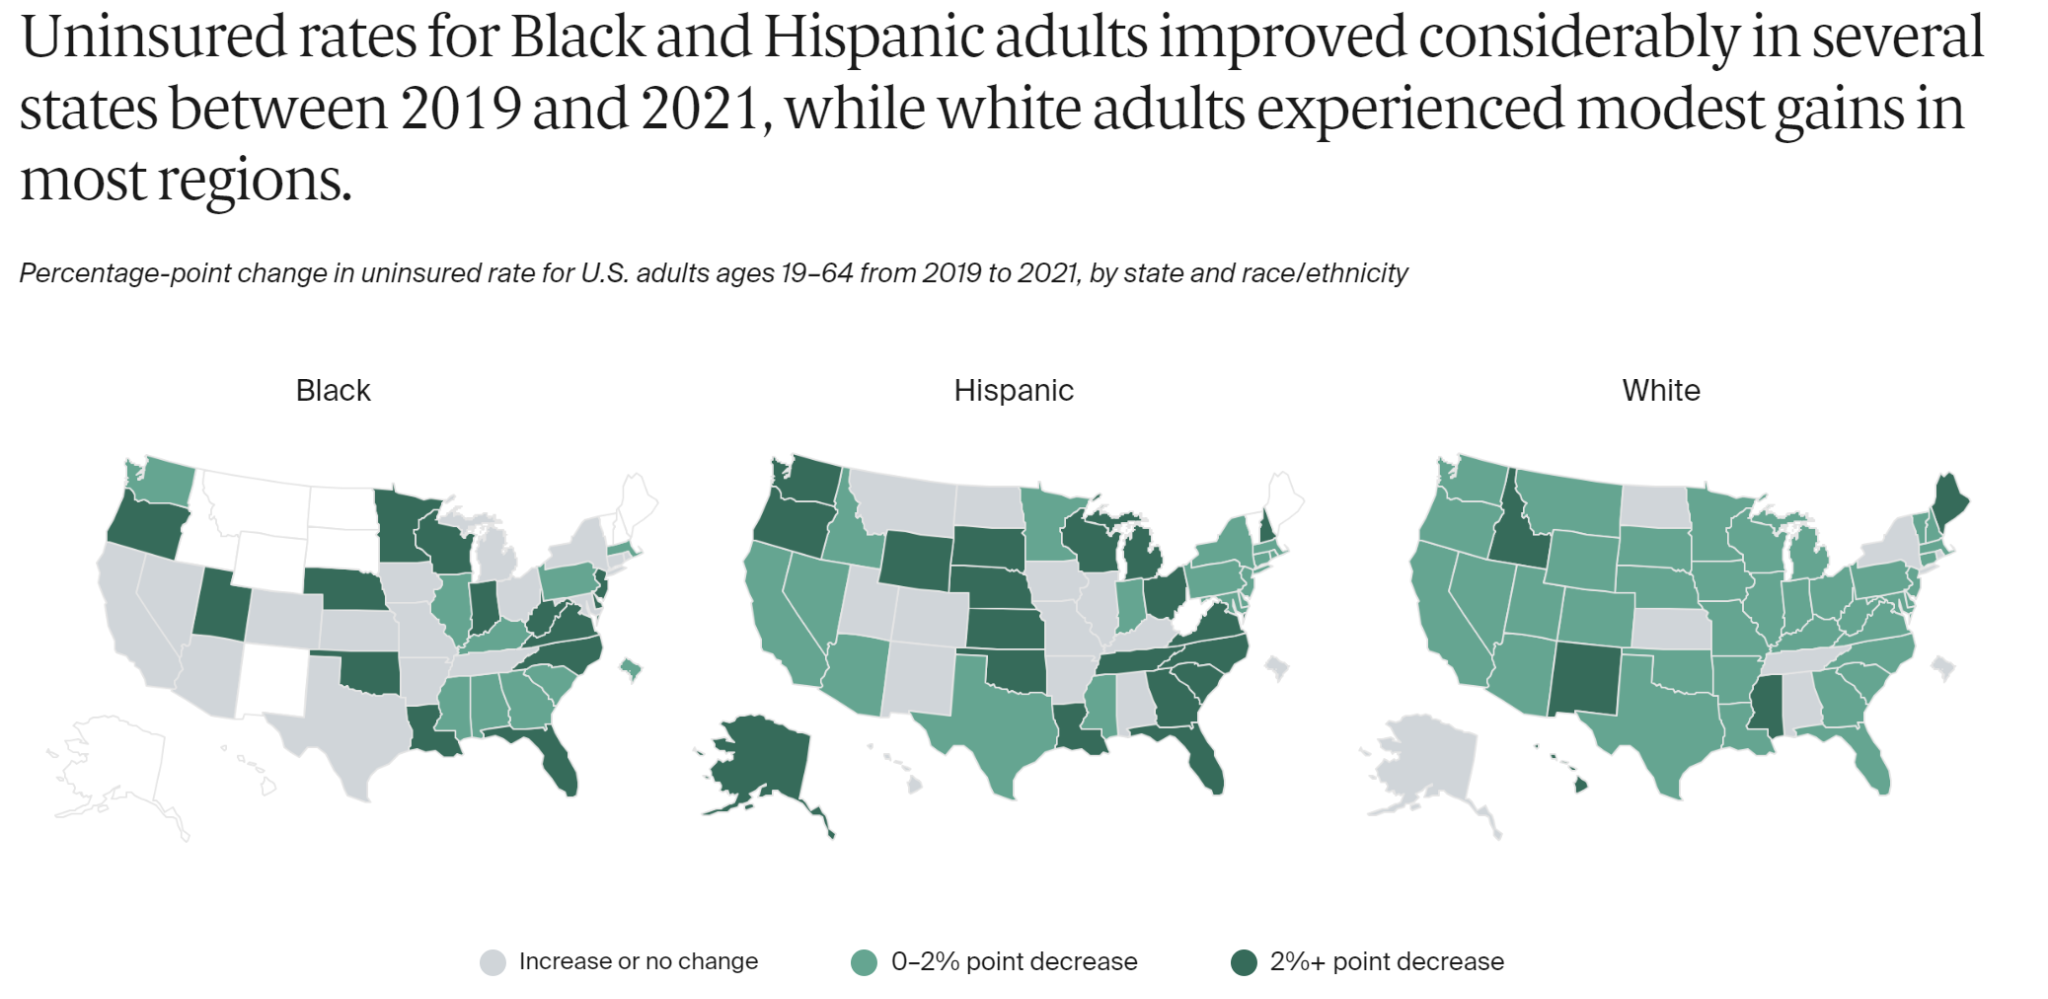 Uninsured rates for Black and Hispanic adults improved considerably in several
states between 2019 and 2021, while white adults experienced modest gains in
most regions.
Percentage-point change in uninsured rate for U.S. adults ages 19–64 from 2019 to 2021, by state and race/ethnicity
Black
Hispanic
White
Increase or no change
0–2% point decrease
2%+ point decrease